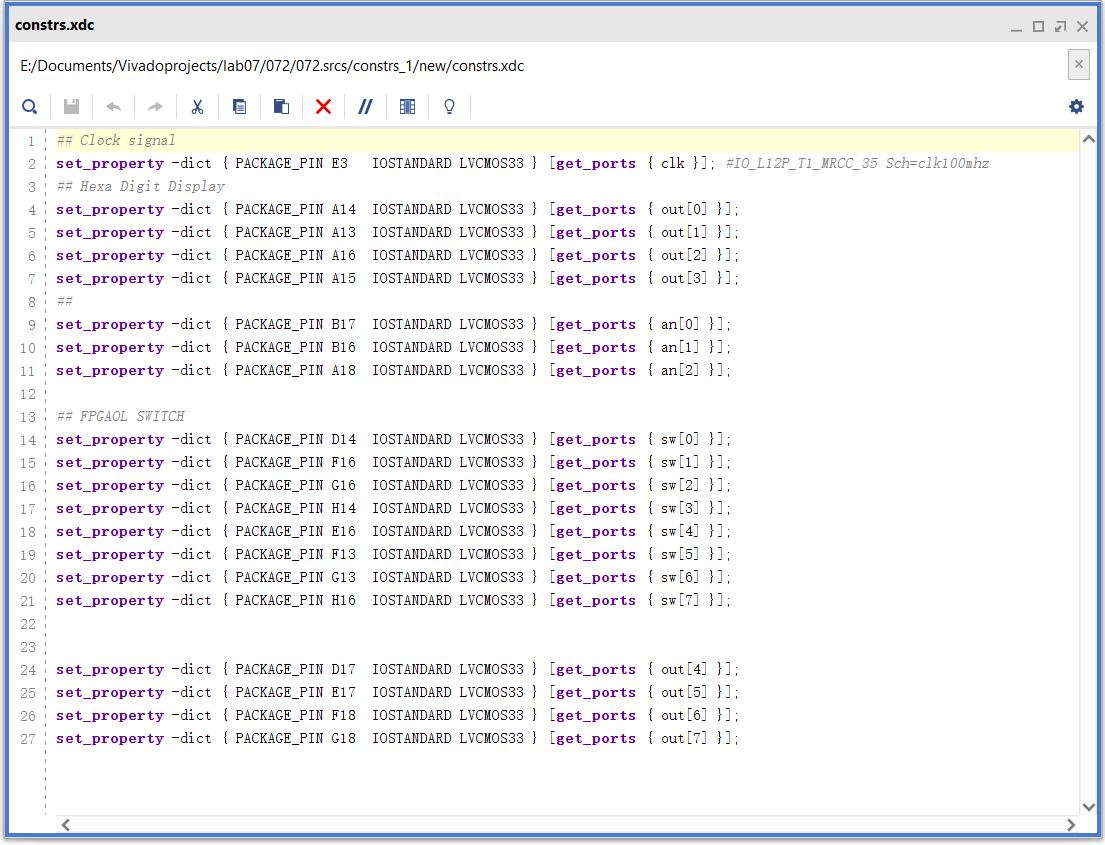 constrs.xdc
E:/Documents/Vivadoprojects/lab07/072/072.srcs/constrs_1/new/constrs.xdc
1 ## Clock signal
2 set_property -dict { PACKAGE_PIN E3 IOSTANDARD LVCMOS33 } [get_ports { clk }]; #IO_L12P_T1_MRCC_35 Sch=clk100mhz
3 ## Hexa Digit Display
4 set_property -dict { PACKAGE_PIN A14 IOSTANDARD LVCMOS33 } [get_ports { out[0] }];
5 set_property -dict { PACKAGE_PIN A13 IOSTANDARD LVCMOS33 } [get_ports { out[1] }];
6 set_property -dict { PACKAGE_PIN A16 IOSTANDARD LVCMOS33 } [get_ports { out[2] }];
7 set_property -dict { PACKAGE_PIN A15 IOSTANDARD LVCMOS33 } [get_ports { out[3] }];
8 ##
9 set_property -dict { PACKAGE_PIN B17 IOSTANDARD LVCMOS33 } [get_ports { an[0] }];
10 set_property -dict { PACKAGE_PIN B16 IOSTANDARD LVCMOS33 } [get_ports { an[1] }];
11 set_property -dict { PACKAGE_PIN A18 IOSTANDARD LVCMOS33 } [get_ports { an[2] }];
12
13 ## FPGAOL SWITCH
14 set_property -dict { PACKAGE_PIN D14 IOSTANDARD LVCMOS33 } [get_ports { sw[0] }];
15 set_property -dict { PACKAGE_PIN F16 IOSTANDARD LVCMOS33 } [get_ports { sw[1] }];
16 set_property -dict { PACKAGE_PIN G16 IOSTANDARD LVCMOS33 } [get_ports { sw[2] }];
17 set_property -dict { PACKAGE_PIN H14 IOSTANDARD LVCMOS33 } [get_ports { sw[3] }];
18 set_property -dict { PACKAGE_PIN E16 IOSTANDARD LVCMOS33 } [get_ports { sw[4] }];
19 set_property -dict { PACKAGE_PIN F13 IOSTANDARD LVCMOS33 } [get_ports { sw[5] }];
20 set_property -dict { PACKAGE_PIN G13 IOSTANDARD LVCMOS33 } [get_ports { sw[6] }];
21 set_property -dict { PACKAGE_PIN H16 IOSTANDARD LVCMOS33 } [get_ports { sw[7] }];
22
23
24 set_property -dict { PACKAGE_PIN D17 IOSTANDARD LVCMOS33 } [get_ports { out[4] }];
25 set_property -dict { PACKAGE_PIN E17 IOSTANDARD LVCMOS33 } [get_ports { out[5] }];
26 set_property -dict { PACKAGE_PIN F18 IOSTANDARD LVCMOS33 } [get_ports { out[6] }];
27 set_property -dict { PACKAGE_PIN G18 IOSTANDARD LVCMOS33 } [get_ports { out[7] }];